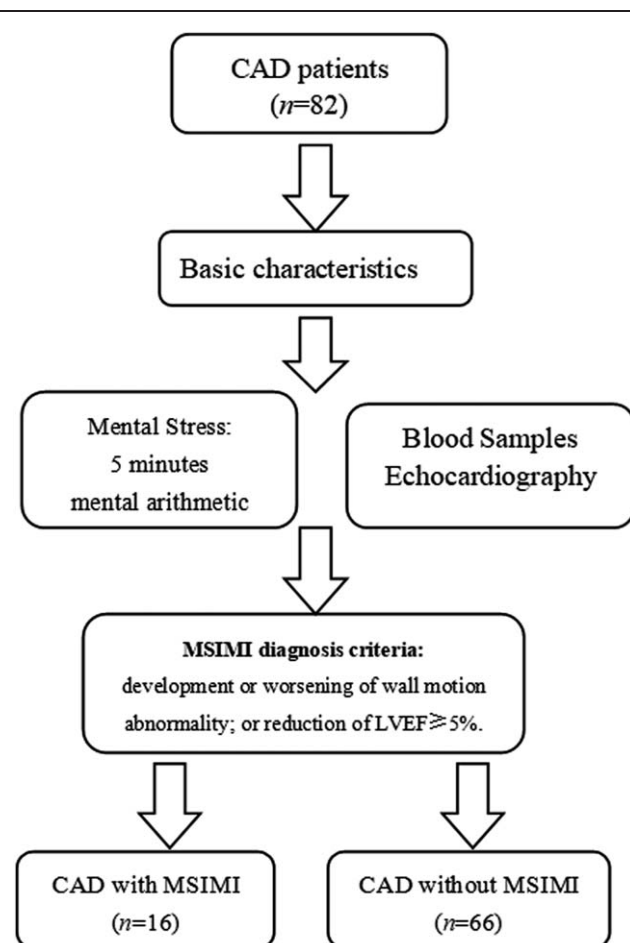 CAD patients
(n=82)
Basic characteristics
Mental Stress:
5 minutes
mental arithmetic
Blood Samples
Echocardiography
MSIMI diagnosis criteria:
development or worsening of wall motion
abnormality; or reduction of LVEF≥5%.
CAD with MSIMI
(n=16)
CAD without MSIMI
(n=66)